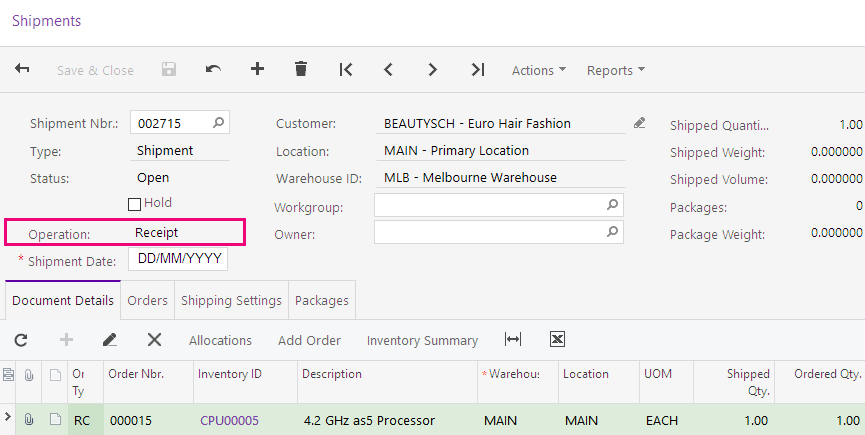 Shipments
Save & Close Actions Reports
Shipment Nbr.: 002715 Customer: BEAUTYSCH - Euro Hair Fashion Shipped Quanti... 1.00
Type: Shipment Location: MAIN - Primary Location Shipped Weight: 0.000000
Status: Open Warehouse ID: MLB - Melbourne Warehouse Shipped Volume: 0.000000
Hold Workgroup: Packages: 0
Operation: Receipt Owner: Package Weight: 0.000000
* Shipment Date: DD/MM/YYYY
Document Details Orders Shipping Settings Packages
Allocations Add Order Inventory Summary
Or Order Nbr. Inventory ID Description * Warehou: Location UOM Shipped Ordered Qty.
Ty Qty.
RC 000015 CPU00005 4.2 GHz as5 Processor MAIN MAIN EACH 1.00 1.00